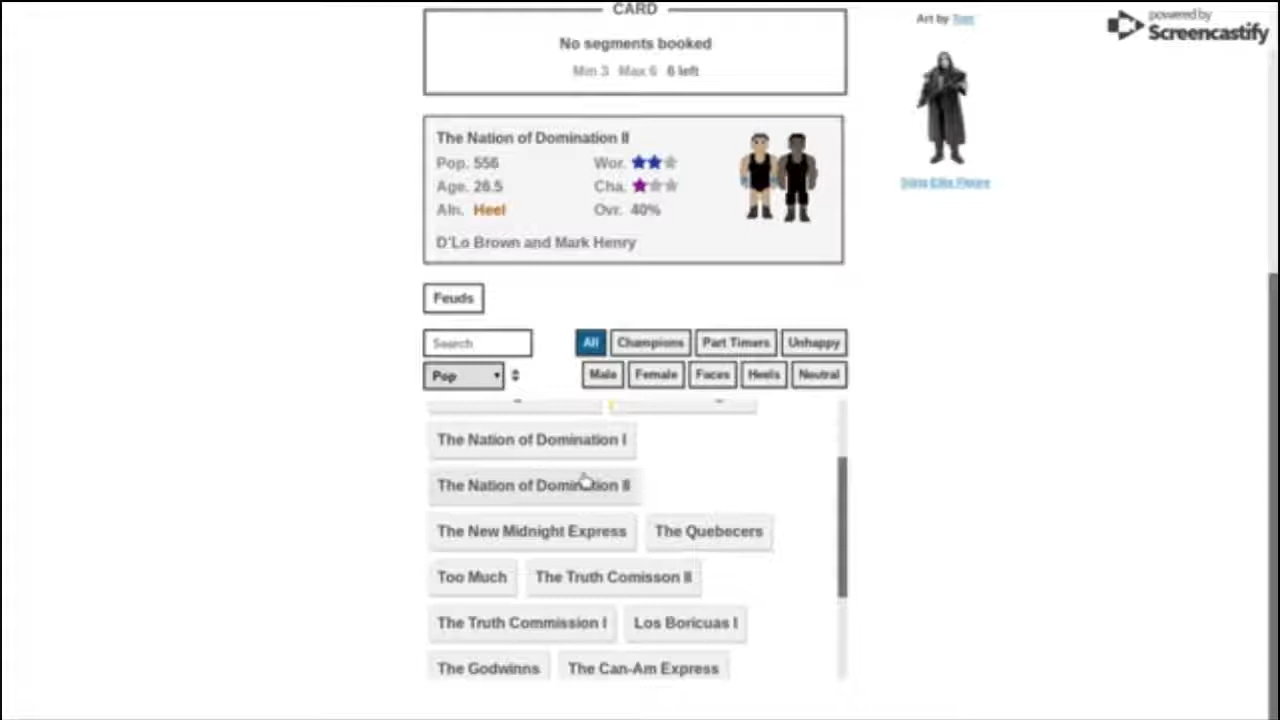 CARD
Art by
powered by
Screencastify
No segments booked
Min 3 Max 6 6 left
The Nation of Domination II
Pop. 556 Wor.
Age. 26.5 Cha.
Aln. Heel Ovr. 40%
D'Lo Brown and Mark Henry
Feuds
Search All Champions Part Timers Unhappy
Pop Male Female Faces Heels Neutral
The Nation of Domination I
The Nation of Domination II
The New Midnight Express The Quebecers
Too Much The Truth Comisson II
The Truth Commission I Los Boricuas I
The Godwinns The Can-Am Express